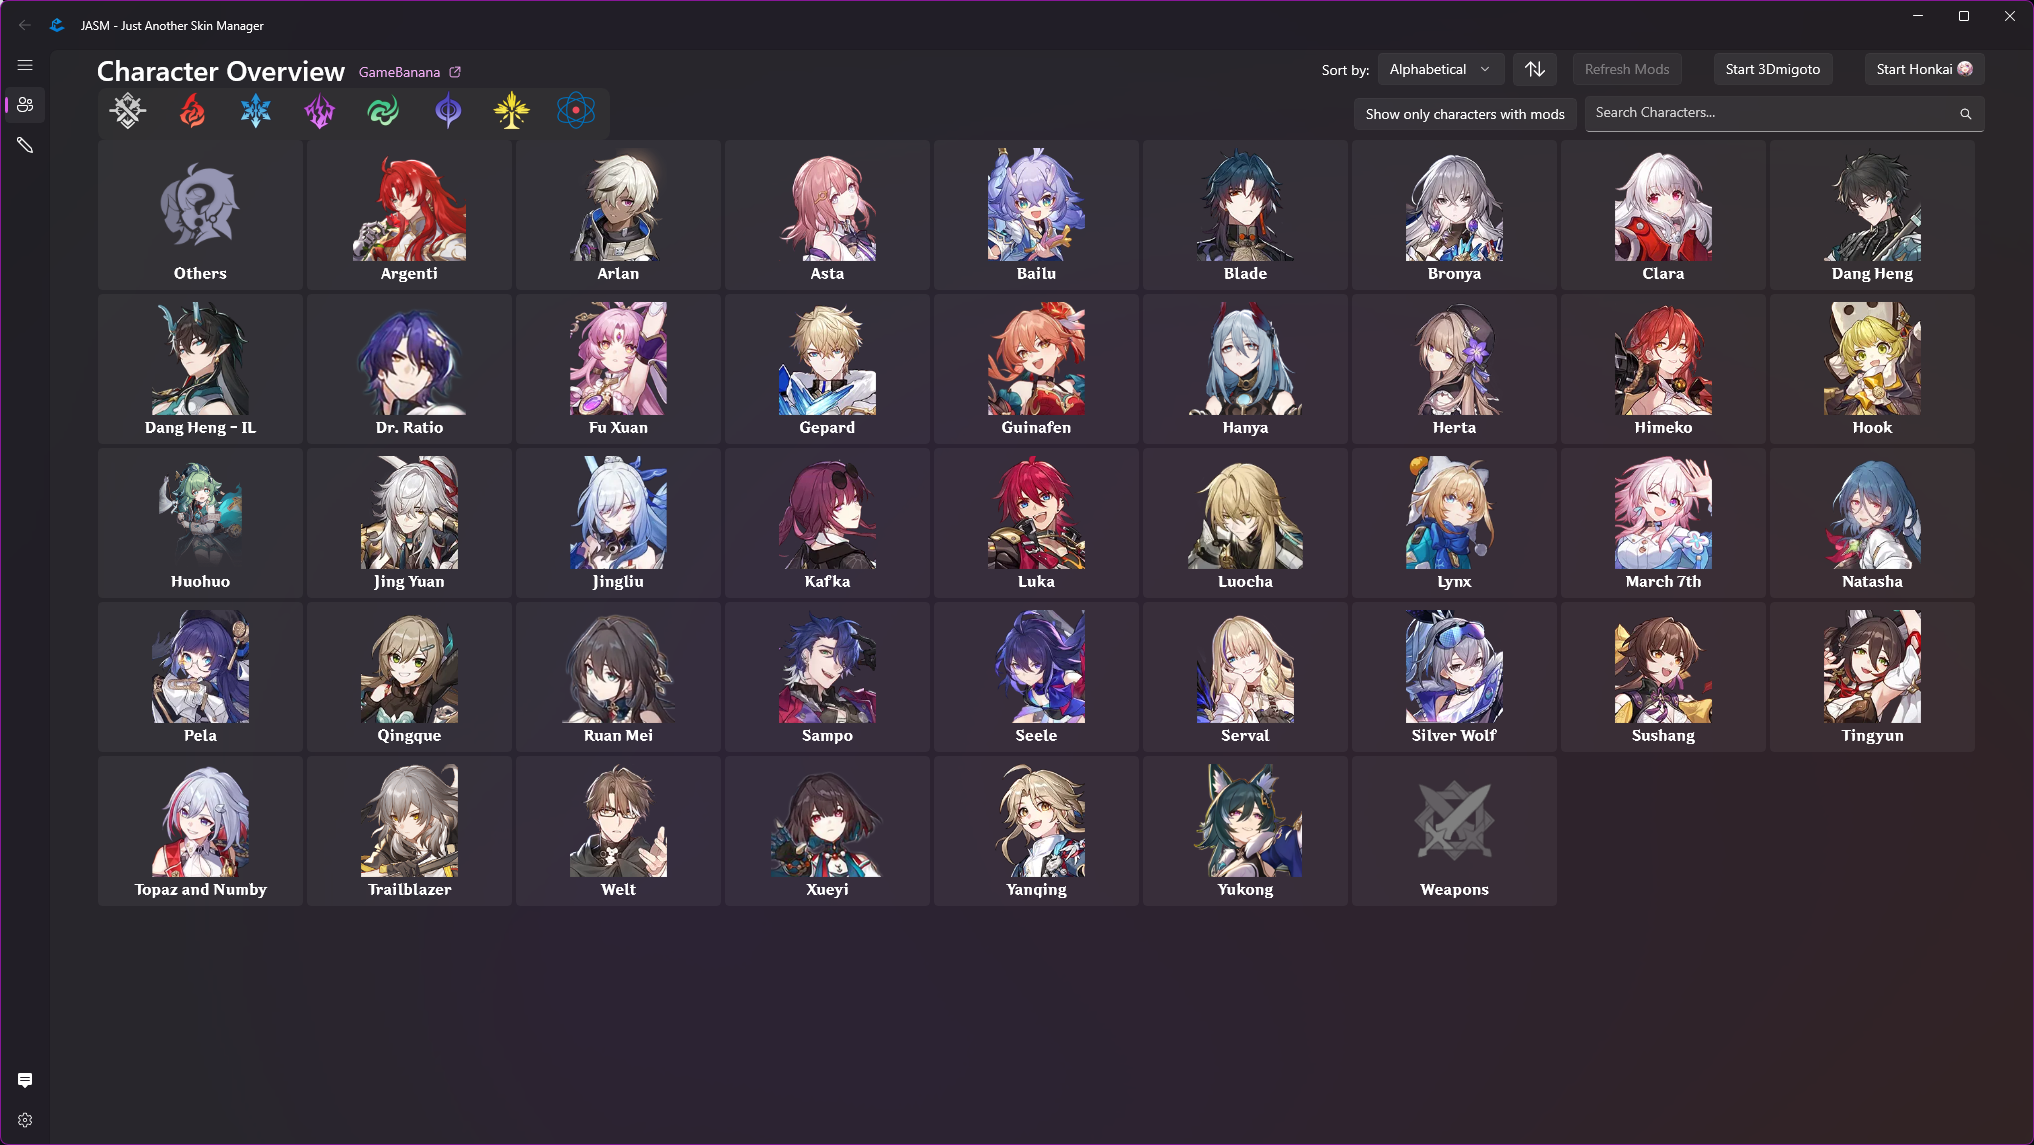 JASM - Just Another Skin Manager
Character Overview
GameBanana
Sort by:
Alphabetical
Refresh Mods
Start 3Dmigoto
Start Honkai
Show only characters with mods
Search Characters...
Others
Argenti
Arlan
Asta
Bailu
Blade
Bronya
Clara
Dang Heng
Dang Heng - IL
Dr. Ratio
Fu Xuan
Gepard
Guinafen
Hanya
Herta
Himeko
Hook
Huohuo
Jing Yuan
Jingliu
Kafka
Luka
Luocha
Lynx
March 7th
Natasha
Pela
Qingque
Ruan Mei
Sampo
Seele
Serval
Silver Wolf
Sushang
Tingyun
Topaz and Numby
Trailblazer
Welt
Xueyi
Yanqing
Yukong
Weapons